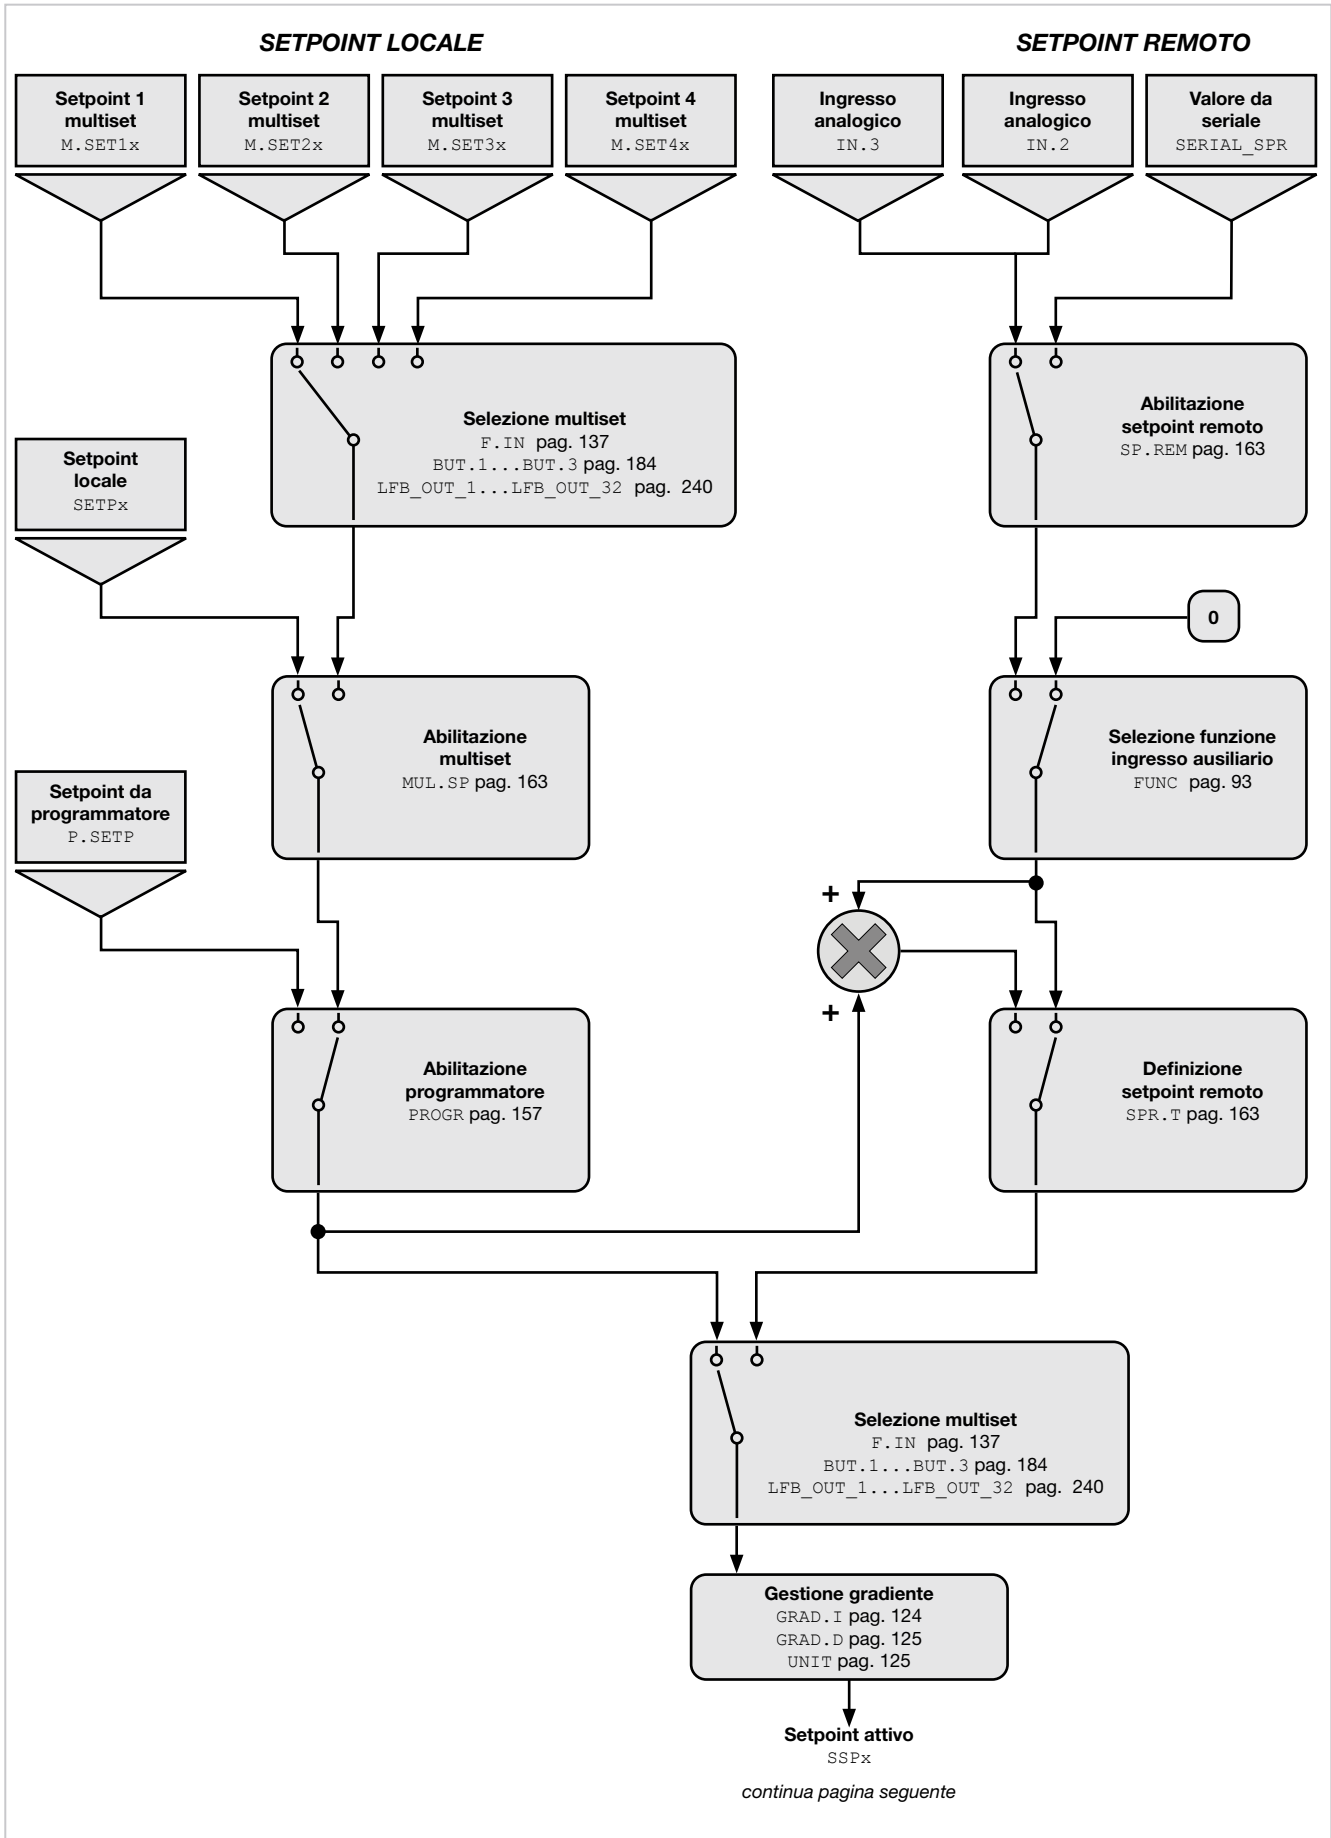 SETPOINT LOCALE
SETPOINT REMOTO
Setpoint 1
multiset
M.SET1x
Setpoint 2
multiset
M.SET2x
Setpoint 3
multiset
M.SET3x
Setpoint 4
multiset
M.SET4x
Ingresso
analogico
IN.3
Ingresso
analogico
IN.2
Valore da
seriale
SERIAL_SPR
Selezione multiset
F.IN pag. 137
BUT.1...BUT.3 pag. 184
LFB_OUT_1...LFB_OUT_32 pag. 240
Abilitazione
setpoint remoto
SP.REM pag. 163
Setpoint
locale
SETPx
0
Abilitazione
multiset
MUL.SP pag. 163
Selezione funzione
ingresso ausiliario
FUNC pag. 93
Setpoint da
programmatore
P.SETP
+
+
Abilitazione
programmatore
PROGR pag. 157
Definizione
setpoint remoto
SPR.T pag. 163
Selezione multiset
F.IN pag. 137
BUT.1...BUT.3 pag. 184
LFB_OUT_1...LFB_OUT_32 pag. 240
Gestione gradiente
GRAD.I pag. 124
GRAD.D pag. 125
UNIT pag. 125
Setpoint attivo
SSPx
continua pagina seguente